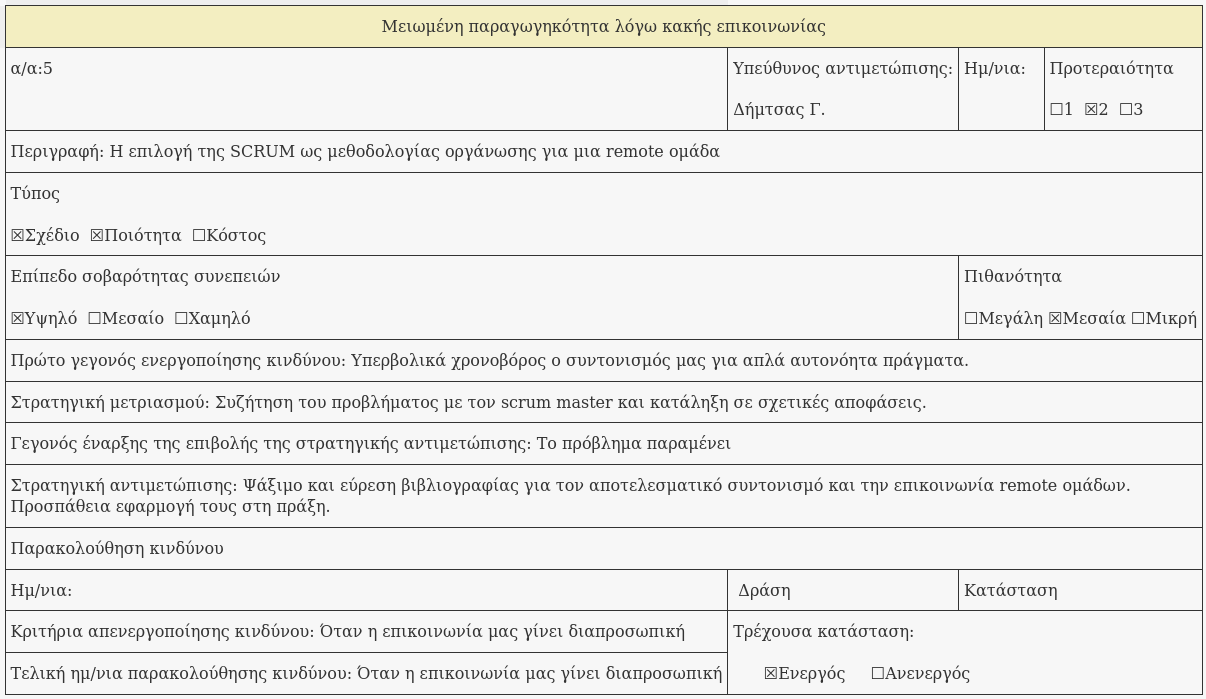 Μειωμένη παραγωγηκότητα λόγω κακής επικοινωνίας
α/α:5
Υπεύθυνος αντιμετώπισης:
Δήμτσας Γ.
Ημ/νια:
Προτεραιότητα
☐1 ☒2 ☐3
Περιγραφή: Η επιλογή της SCRUM ως μεθοδολογίας οργάνωσης για μια remote ομάδα
Τύπος
☒Σχέδιο ☒Ποιότητα ☐Κόστος
Επίπεδο σοβαρότητας συνεπειών
☒Υψηλό ☐Μεσαίο ☐Χαμηλό
Πιθανότητα
☐Μεγάλη ☒Μεσαία ☐Μικρή
Πρώτο γεγονός ενεργοποίησης κινδύνου: Υπερβολικά χρονοβόρος ο συντονισμός μας για απλά αυτονόητα πράγματα.
Στρατηγική μετριασμού: Συζήτηση του προβλήματος με τον scrum master και κατάληξη σε σχετικές αποφάσεις.
Γεγονός έναρξης της επιβολής της στρατηγικής αντιμετώπισης: Το πρόβλημα παραμένει
Στρατηγική αντιμετώπισης: Ψάξιμο και εύρεση βιβλιογραφίας για τον αποτελεσματικό συντονισμό και την επικοινωνία remote ομάδων.
Προσπάθεια εφαρμογή τους στη πράξη.
Παρακολούθηση κινδύνου
Ημ/νια:
Δράση
Κατάσταση
Κριτήρια απενεργοποίησης κινδύνου: Όταν η επικοινωνία μας γίνει διαπροσωπική
Τρέχουσα κατάσταση:
☒Ενεργός ☐Ανενεργός
Τελική ημ/νια παρακολούθησης κινδύνου: Όταν η επικοινωνία μας γίνει διαπροσωπική